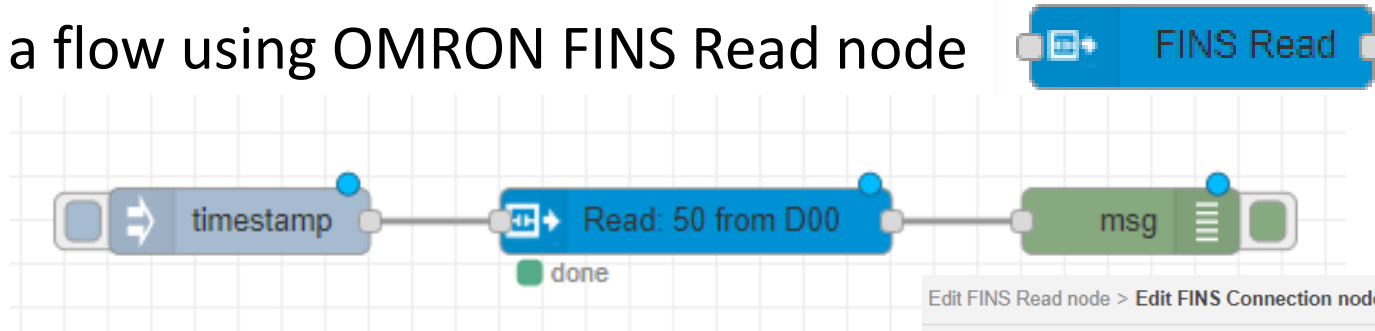 a flow using OMRON FINS Read node
FINS Read
timestamp
Read: 50 from D00
msg
done
Edit FINS Read node > Edit FINS Connection node